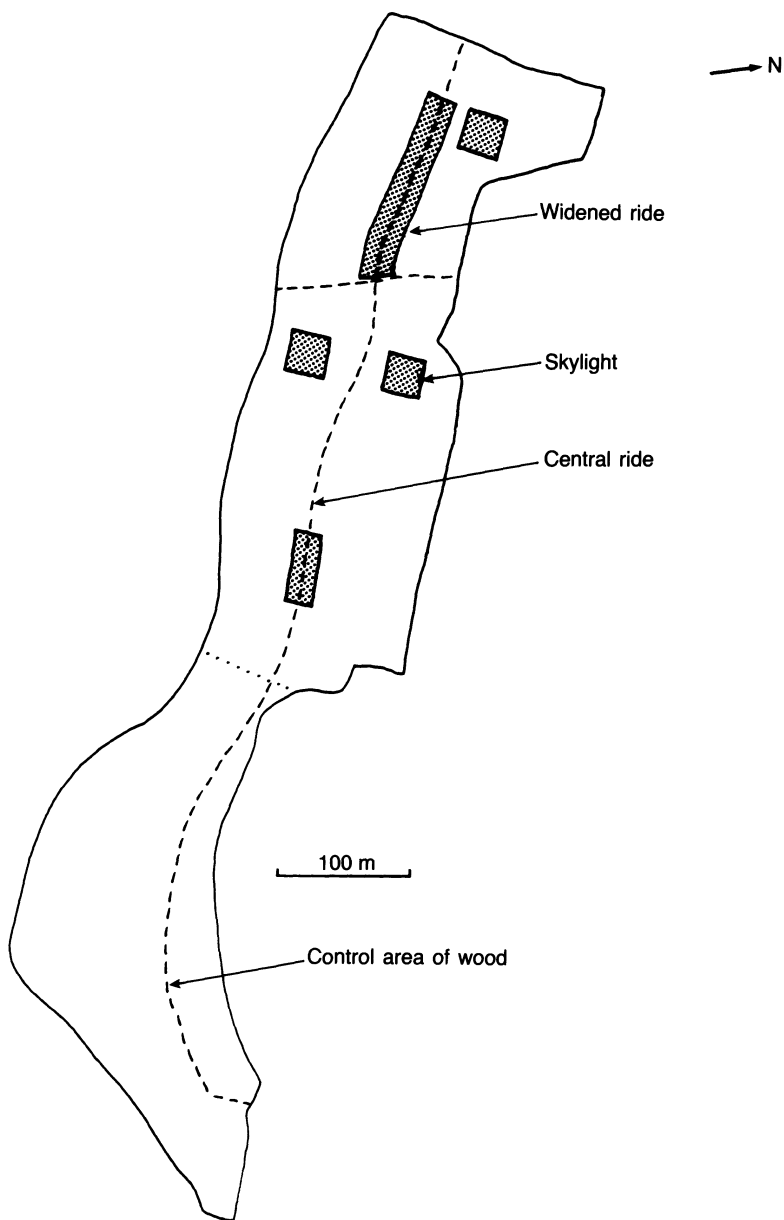 N
Widened ride
Skylight
Central ride
100 m
Control area of wood